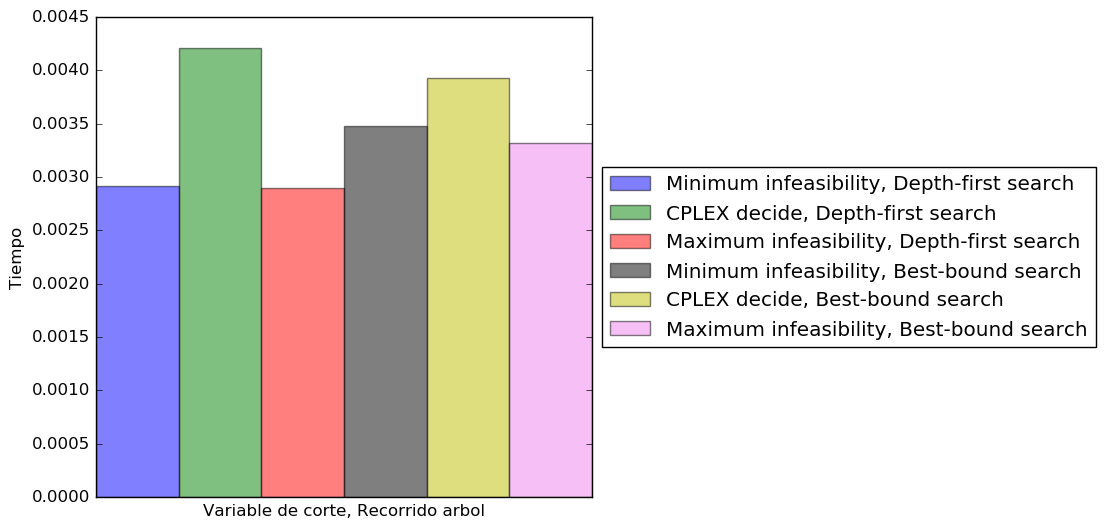 0.0045
0.0040
0.0035
0.0030
0.0025
0.0020
0.0015
0.0010
0.0005
0.0000
Tiempo
Variable de corte, Recorrido arbol
Minimum infeasibility, Depth-first search
CPLEX decide, Depth-first search
Maximum infeasibility, Depth-first search
Minimum infeasibility, Best-bound search
CPLEX decide, Best-bound search
Maximum infeasibility, Best-bound search